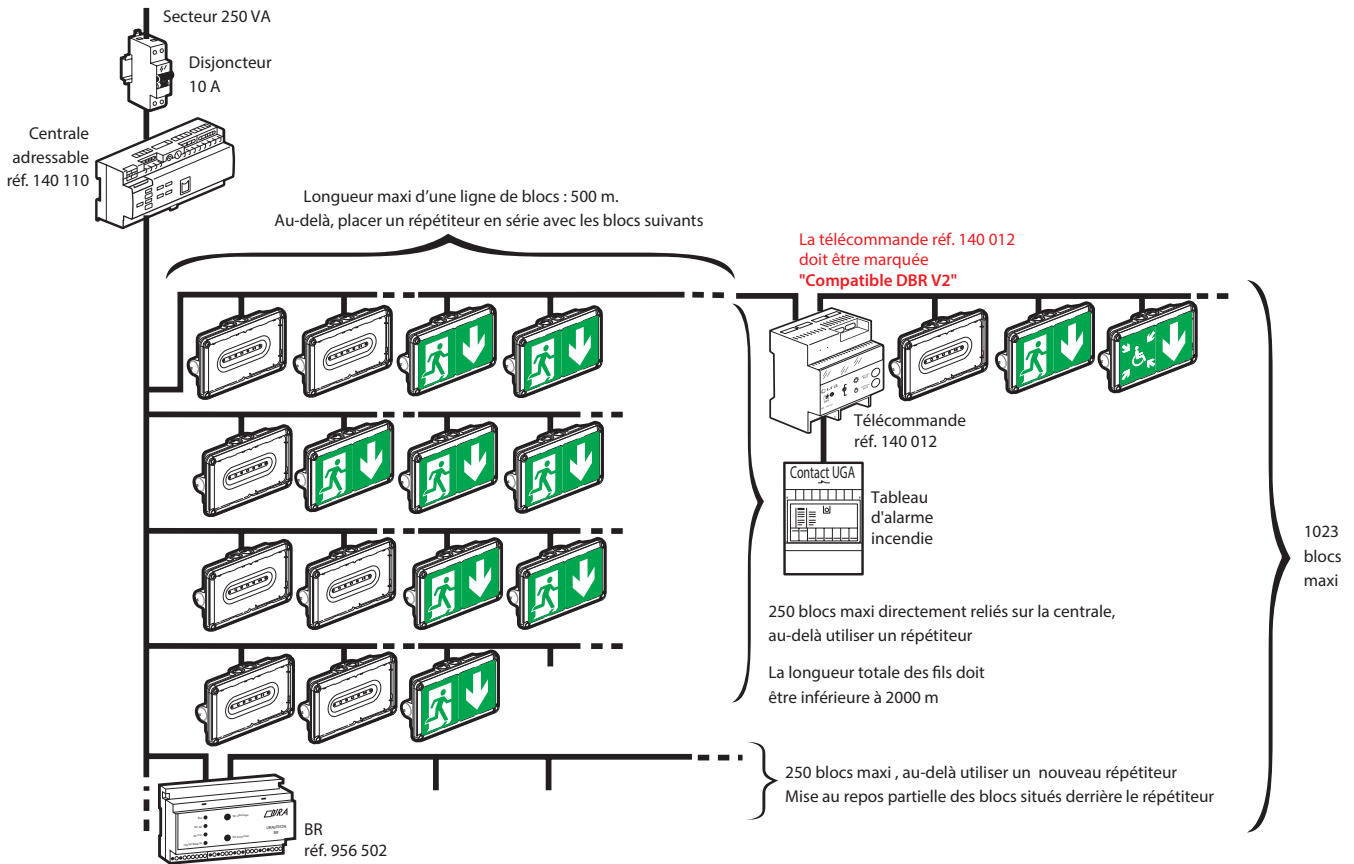 Secteur 250 VA
Disjoncteur
10 A
Centrale
adressable
réf. 140 110
Longueur maxi d'une ligne de blocs : 500 m.
Au-delà, placer un répétiteur en série avec les blocs suivants
La télécommande réf. 140 012
doit être marquée
"Compatible DBR V2"
Télécommande
réf. 140 012
Contact UGA
Tableau
d'alarme
incendie
1023
blocs
maxi
250 blocs maxi directement reliés sur la centrale,
au-delà utiliser un répétiteur
La longueur totale des fils doit
être inférieure à 2000 m
250 blocs maxi , au-delà utiliser un nouveau répétiteur
Mise au repos partielle des blocs situés derrière le répétiteur
URA
BR
réf. 956 502